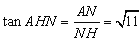 tan AHN = AN/NH = √11